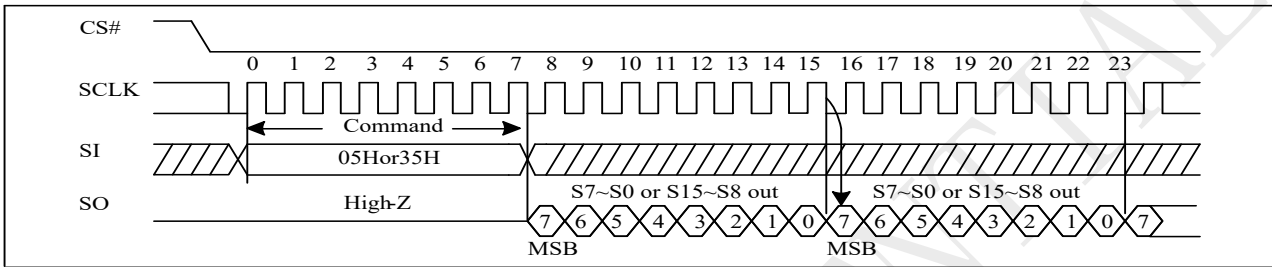 CS#
0 1 2 3 4 5 6 7 8 9 10 11 12 13 14 15 16 17 18 19 20 21 22 23
SCLK
Command
SI
05Hor35H
S7~S0 or S15~S8 out S7~S0 or S15~S8 out
SO
High-Z
7 6 5 4 3 2 1 0 7 6 5 4 3 2 1 0 7
MSB MSB